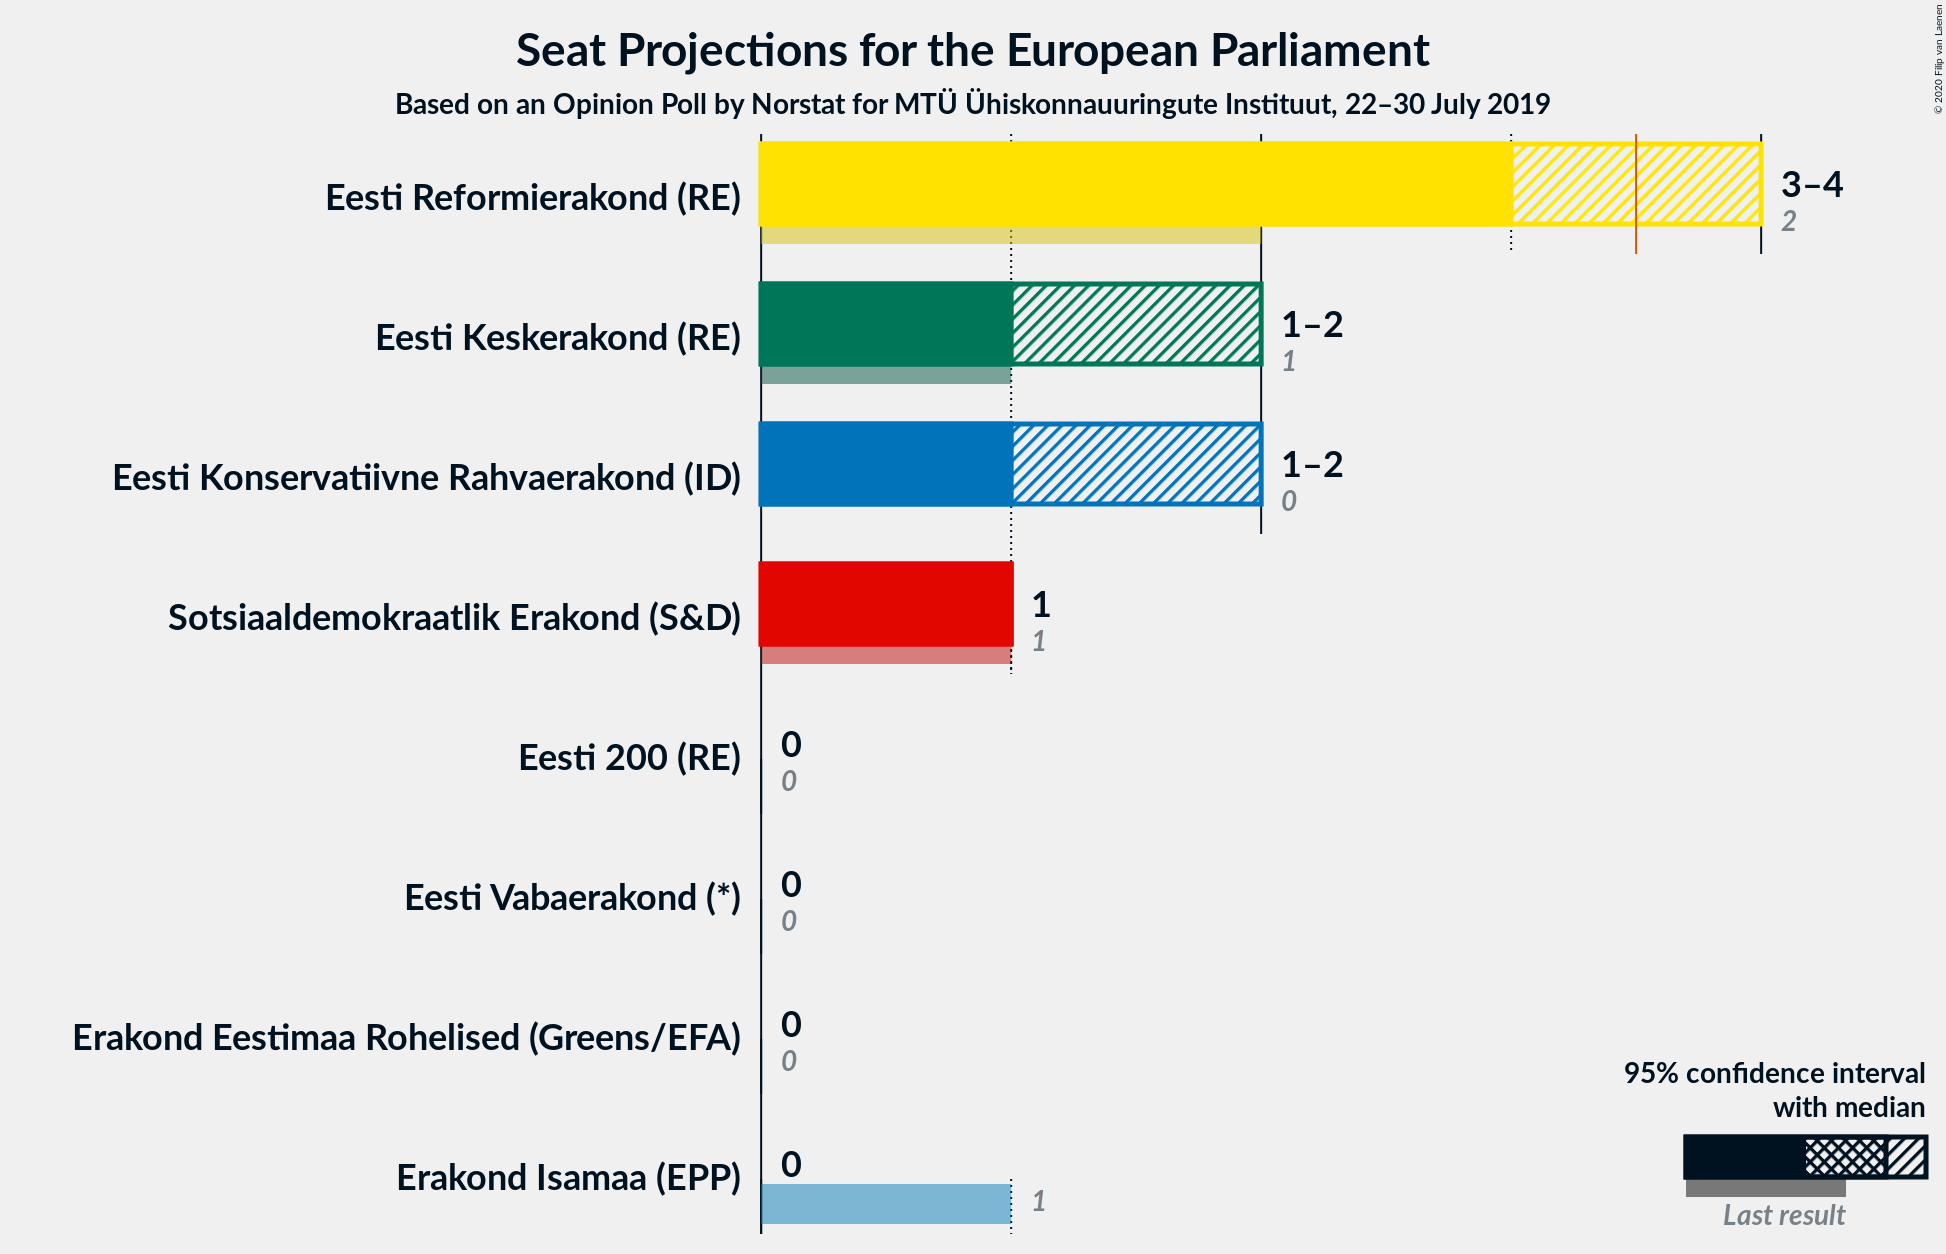 Seat Projections for the European Parliament
Based on an Opinion Poll by Norstat for MTÜ Ühiskonnauuringute Instituut, 22–30 July 2019
© 2020 Filip van Laenen
Eesti Reformierakond (RE)
3–4
2
Eesti Keskerakond (RE)
1–2
1
Eesti Konservatiivne Rahvaerakond (ID)
1–2
0
Sotsiaaldemokraatlik Erakond (S&D)
1
1
Eesti 200 (RE)
0
0
Eesti Vabaerakond (*)
0
0
Erakond Eestimaa Rohelised (Greens/EFA)
0
0
Erakond Isamaa (EPP)
0
1
95% confidence interval
with median
Last result